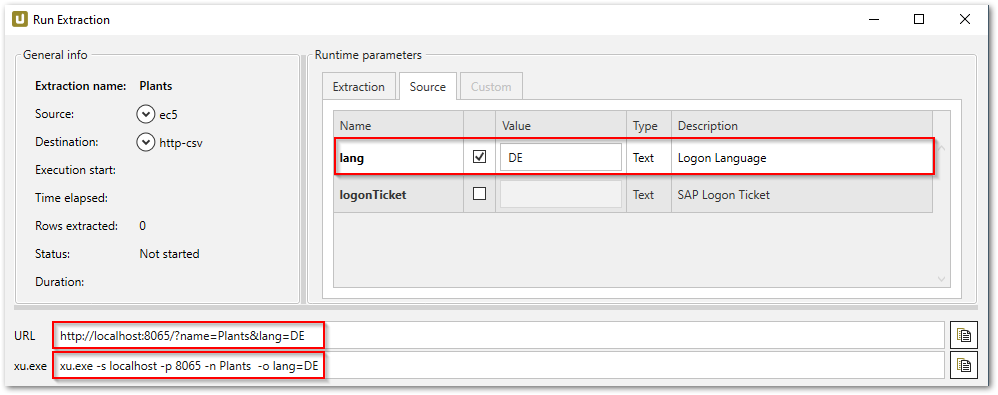 Run Extraction
General info
Extraction name: Plants
Source: ec5
Destination: http-csv
Execution start:
Time elapsed:
Rows extracted: 0
Status: Not started
Duration:
Runtime parameters
Extraction Source Custom
Name Value Type Description
lang DE Text Logon Language
logonTicket Text SAP Logon Ticket
URL http://localhost:8065/?name=Plants&lang=DE
xu.exe xu.exe -s localhost -p 8065 -n Plants  -o lang=DE